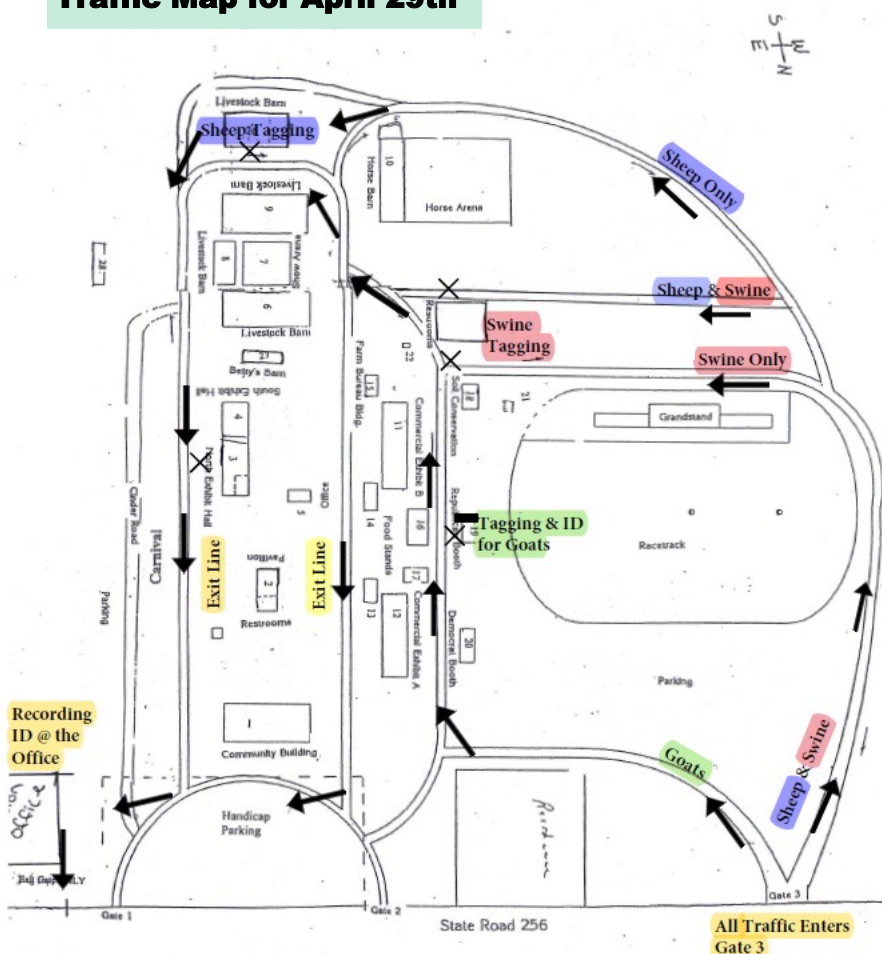 Traffic Map for April 29th
S
E W
N
Livestock Barn
Sheep Tagging
Livestock Barn
10
Horse Barn
Horse Arena
Sheep Only
9
Livestock Barn
8
7
Show Arena
28
6
Livestock Barn
Sheep & Swine
Restrooms
Swine
Tagging
Swine Only
22
Betty's Barn
South Exhibit Hall
Farm Bureau Bldg.
15
4
3
North Exhibit Hall
11
Commercial Exhibit B
Soil Conservation
18
21
Grandstand
Office
5
14
Food Stands
16
Booth
Tagging & ID
for Goats
Racetrack
Cinder Road
Carnival
Exit Line
Pavilion
2
Restrooms
Exit Line
17
13
12
Commercial Exhibit A
Democrat Booth
20
Parking
Parking
Recording
ID @ the
Office
1
Community Building
Goats
Sheep & Swine
Handicap
Parking
Office
Gate 1
Gate 2
Gate 3
State Road 256
All Traffic Enters
Gate 3